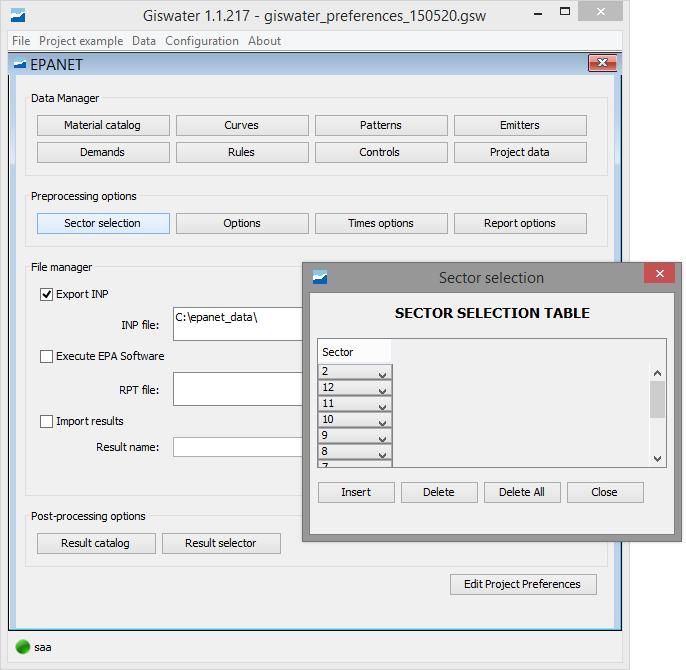 Giswater 1.1.217 - giswater_preferences_150520.gsw
File Project example Data Configuration About
EPANET
Data Manager
Material catalog Curves Patterns Emitters
Demands Rules Controls Project data
Preprocessing options
Sector selection Options Times options Report options
File manager
Export INP
INP file: C:\epanet_data\
Execute EPA Software
RPT file:
Import results
Result name:
Sector selection
SECTOR SELECTION TABLE
Sector
2
12
11
10
9
8
7
Insert Delete Delete All Close
Post-processing options
Result catalog Result selector
Edit Project Preferences
saa